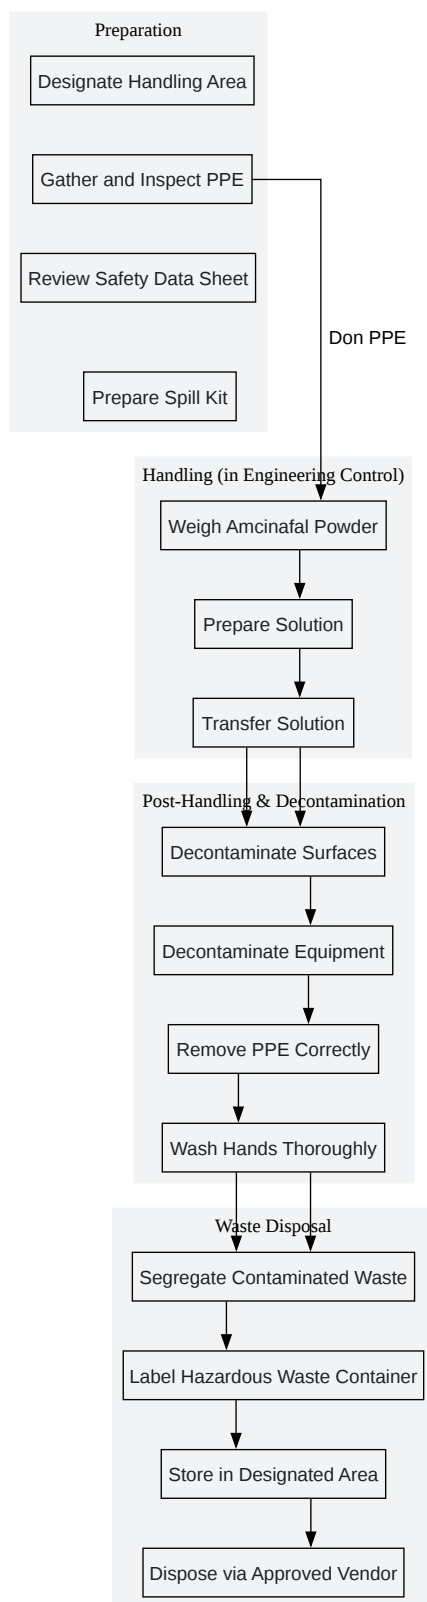 Preparation
Designate Handling Area
Gather and Inspect PPE
Review Safety Data Sheet
Don PPE
Prepare Spill Kit
Handling (in Engineering Control)
Weigh Amcinafal Powder
Prepare Solution
Transfer Solution
Post-Handling & Decontamination
Decontaminate Surfaces
Decontaminate Equipment
Remove PPE Correctly
Wash Hands Thoroughly
Waste Disposal
Segregate Contaminated Waste
Label Hazardous Waste Container
Store in Designated Area
Dispose via Approved Vendor